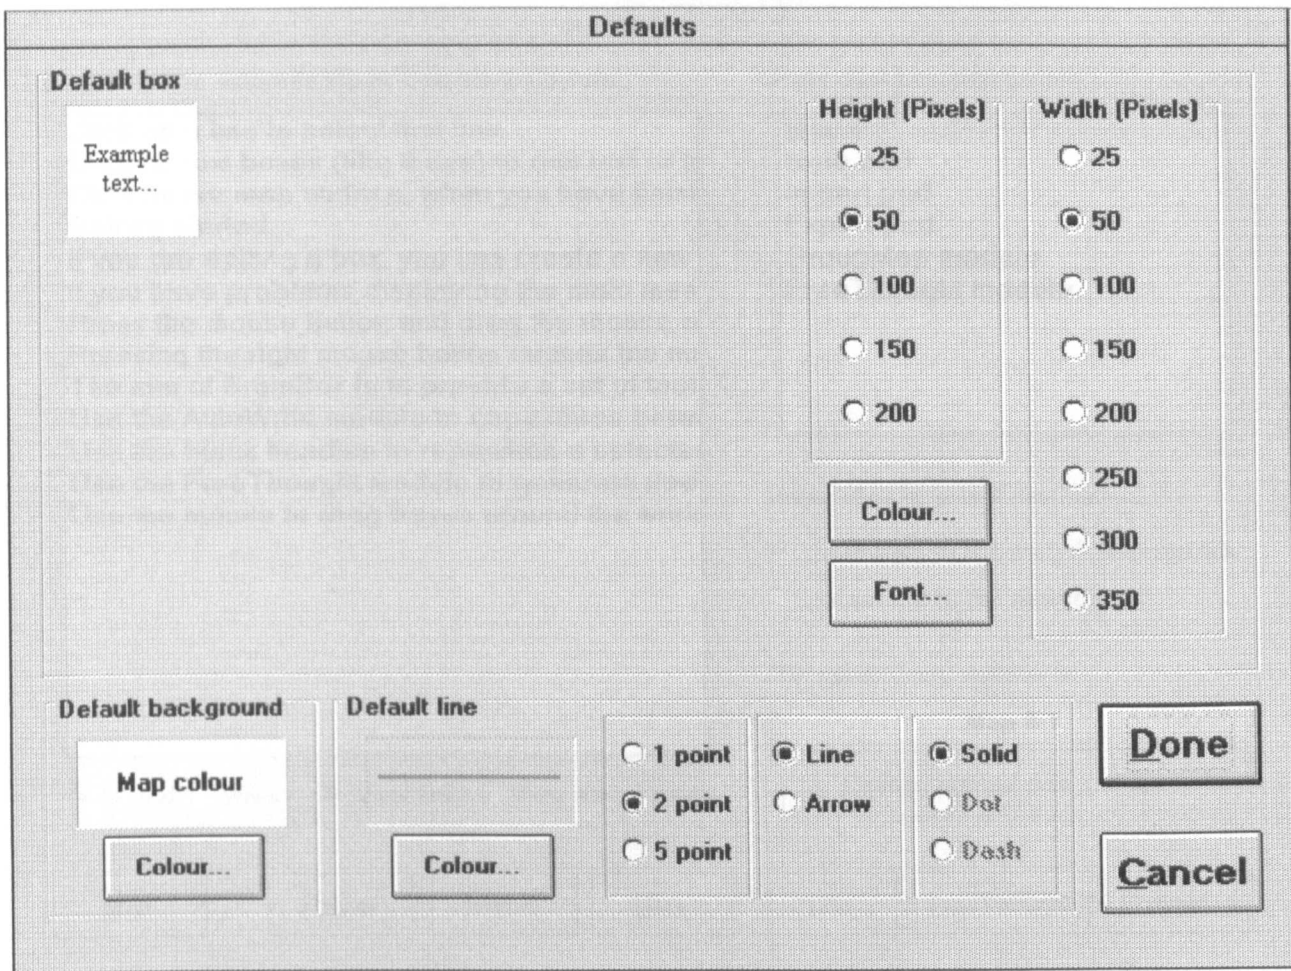 Defaults
Default box
Example
text...
Height (Pixels)
25
50
100
150
200
Width (Pixels)
25
50
100
150
200
250
300
350
Colour...
Font...
Default background
Map colour
Colour...
Default line
Colour...
1 point
2 point
5 point
Line
Arrow
Solid
Dot
Dash
Done
Cancel